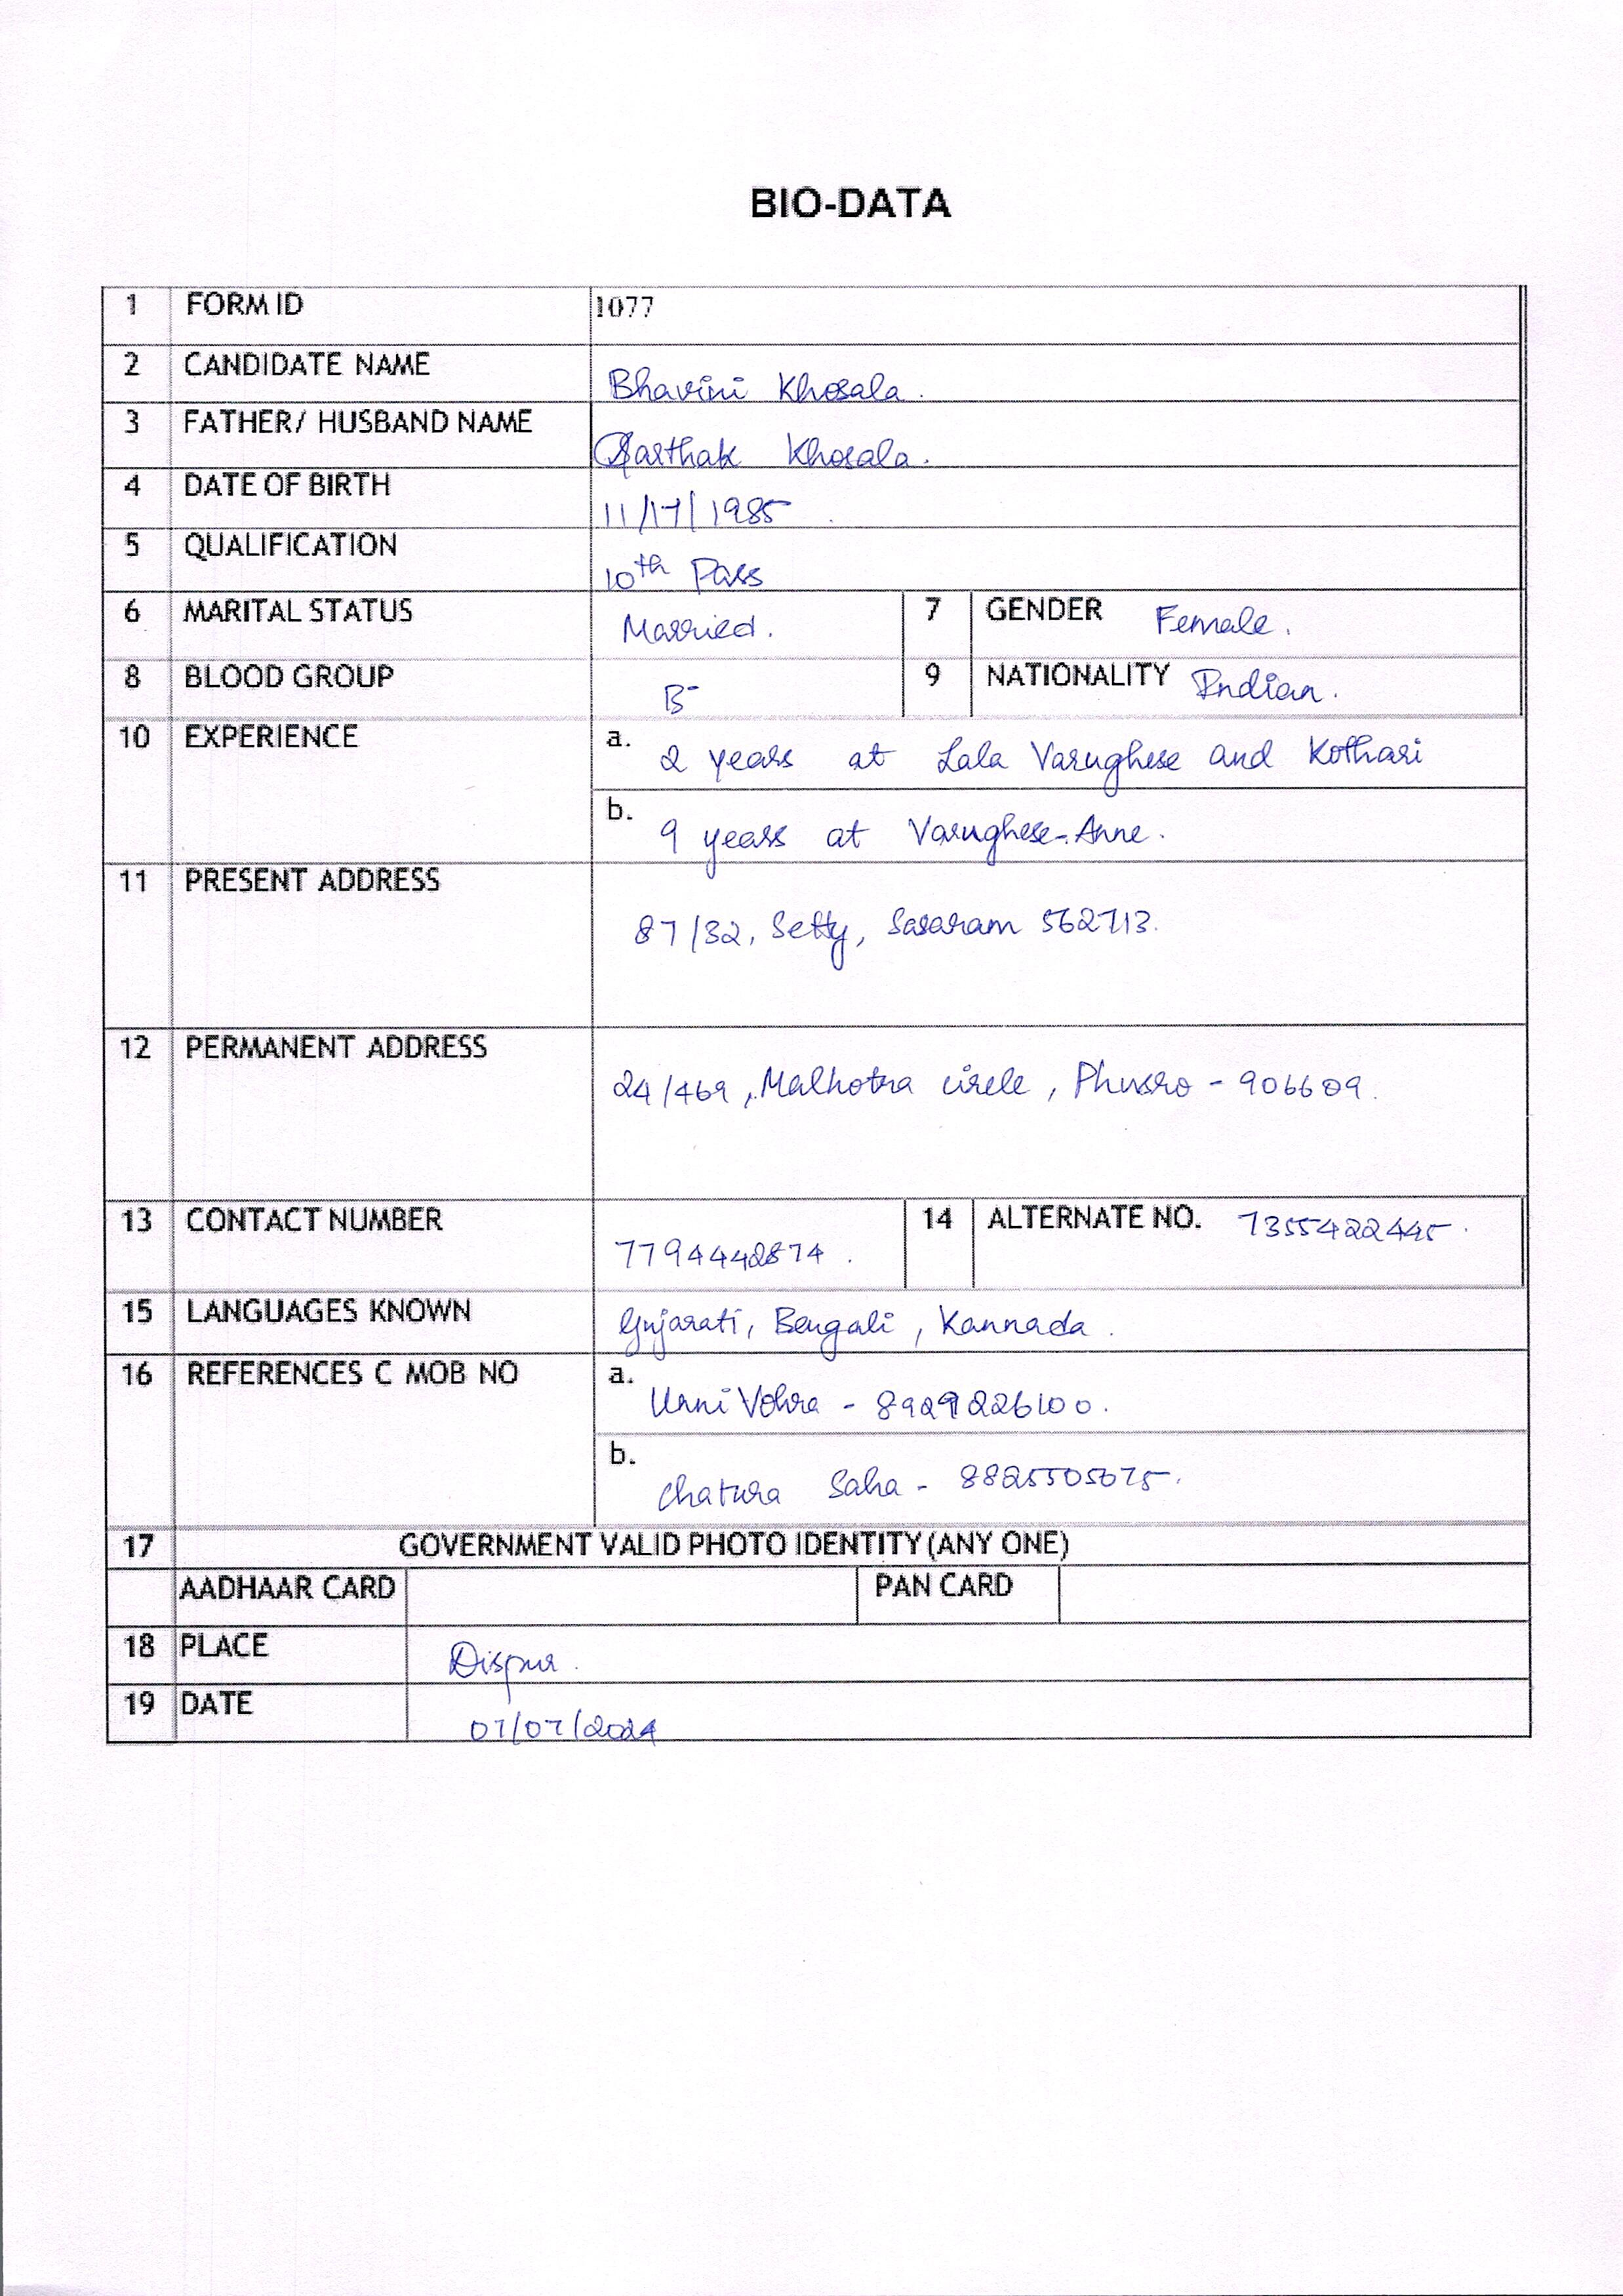 BIO-DATA
1 FORM ID 1077
2 CANDIDATE NAME Bhavini Khosala.
3 FATHER/ HUSBAND NAME Sarthak Khosala.
4 DATE OF BIRTH 11/17/1985
5 QUALIFICATION 10th Pass
6 MARITAL STATUS Married. 7 GENDER Female.
8 BLOOD GROUP B- 9 NATIONALITY Indian.
10 EXPERIENCE a. 2 years at Lala Varughese and Kothari
b. 9 years at Varughese-Anne.
11 PRESENT ADDRESS
87/32, Setty, Sasaram 562713.
12 PERMANENT ADDRESS
24/469, Malhotra circle, Phusro - 906609.
13 CONTACT NUMBER 7794442874. 14 ALTERNATE NO. 7355422445.
15 LANGUAGES KNOWN Gujarati, Bengali, Kannada.
16 REFERENCES C MOB NO a. Unni Vohra - 8929226100.
b. Chatura Saha - 8825505675.
17 GOVERNMENT VALID PHOTO IDENTITY (ANY ONE)
AADHAAR CARD PAN CARD
18 PLACE Dispur.
19 DATE 07/07/2024